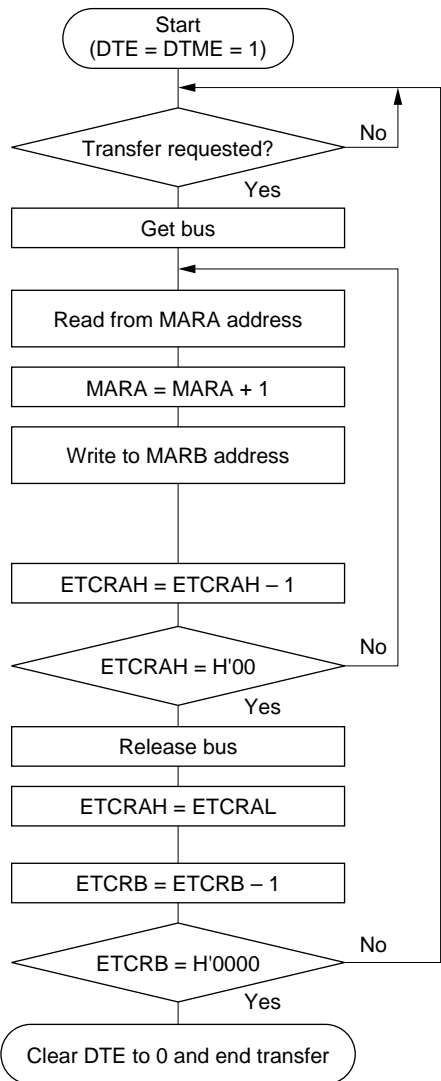 Start
(DTE = DTME = 1)
Transfer requested?
No
Yes
Get bus
Read from MARA address
MARA = MARA + 1
Write to MARB address
ETCRAH = ETCRAH – 1
ETCRAH = H'00
No
Yes
Release bus
ETCRAH = ETCRAL
ETCRB = ETCRB – 1
ETCRB = H'0000
No
Yes
Clear DTE to 0 and end transfer